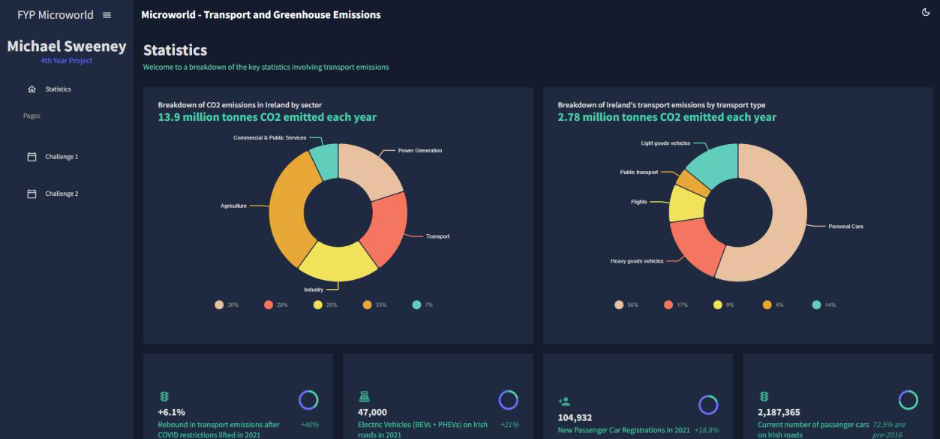 FYP Microworld
Microworld - Transport and Greenhouse Emissions
Michael Sweeney
4th Year Project
Statistics
Pages
Challenge 1
Challenge 2
Statistics
Welcome to a breakdown of the key statistics involving transport emissions
Breakdown of CO2 emissions in Ireland by sector
13.9 million tonnes CO2 emitted each year
Commercial & Public Services
Power Generation
Agriculture
Transport
Industry
20% 20% 20% 33% 7%
Breakdown of Ireland's transport emissions by transport type
2.78 million tonnes CO2 emitted each year
Light goods vehicles
Public transport
Flights
Personal Cars
Heavy goods vehicles
56% 17% 9% 4% 14%
+6.1%
Rebound in transport emissions after +40%
COVID restrictions lifted in 2021
47,000
Electric Vehicles (BEVs + PHEVs) on Irish +21%
roads in 2021
104,932
New Passenger Car Registrations in 2021 +18.8%
2,187,365
Current number of passenger cars 72.5% are
on Irish roads pre-2016